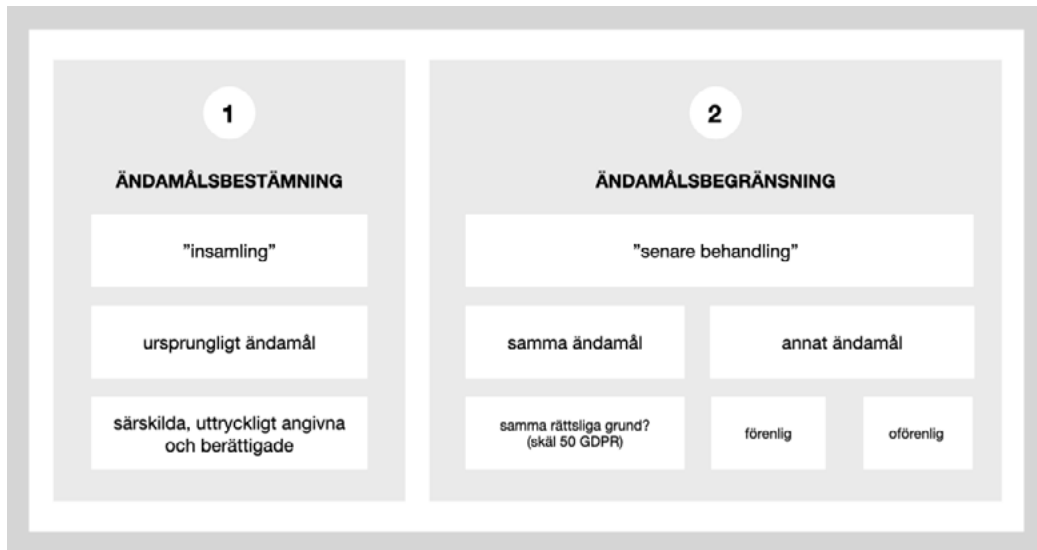 1
ÄNDAMÅLSBESTÄMNING
”insamling”
ursprungligt ändamål
särskilda, uttryckligt angivna
och berättigade
2
ÄNDAMÅLSBEGRÄNSNING
”senare behandling”
samma ändamål
annat ändamål
samma rättsliga grund?
(skäl 50 GDPR)
förenlig
oförenlig